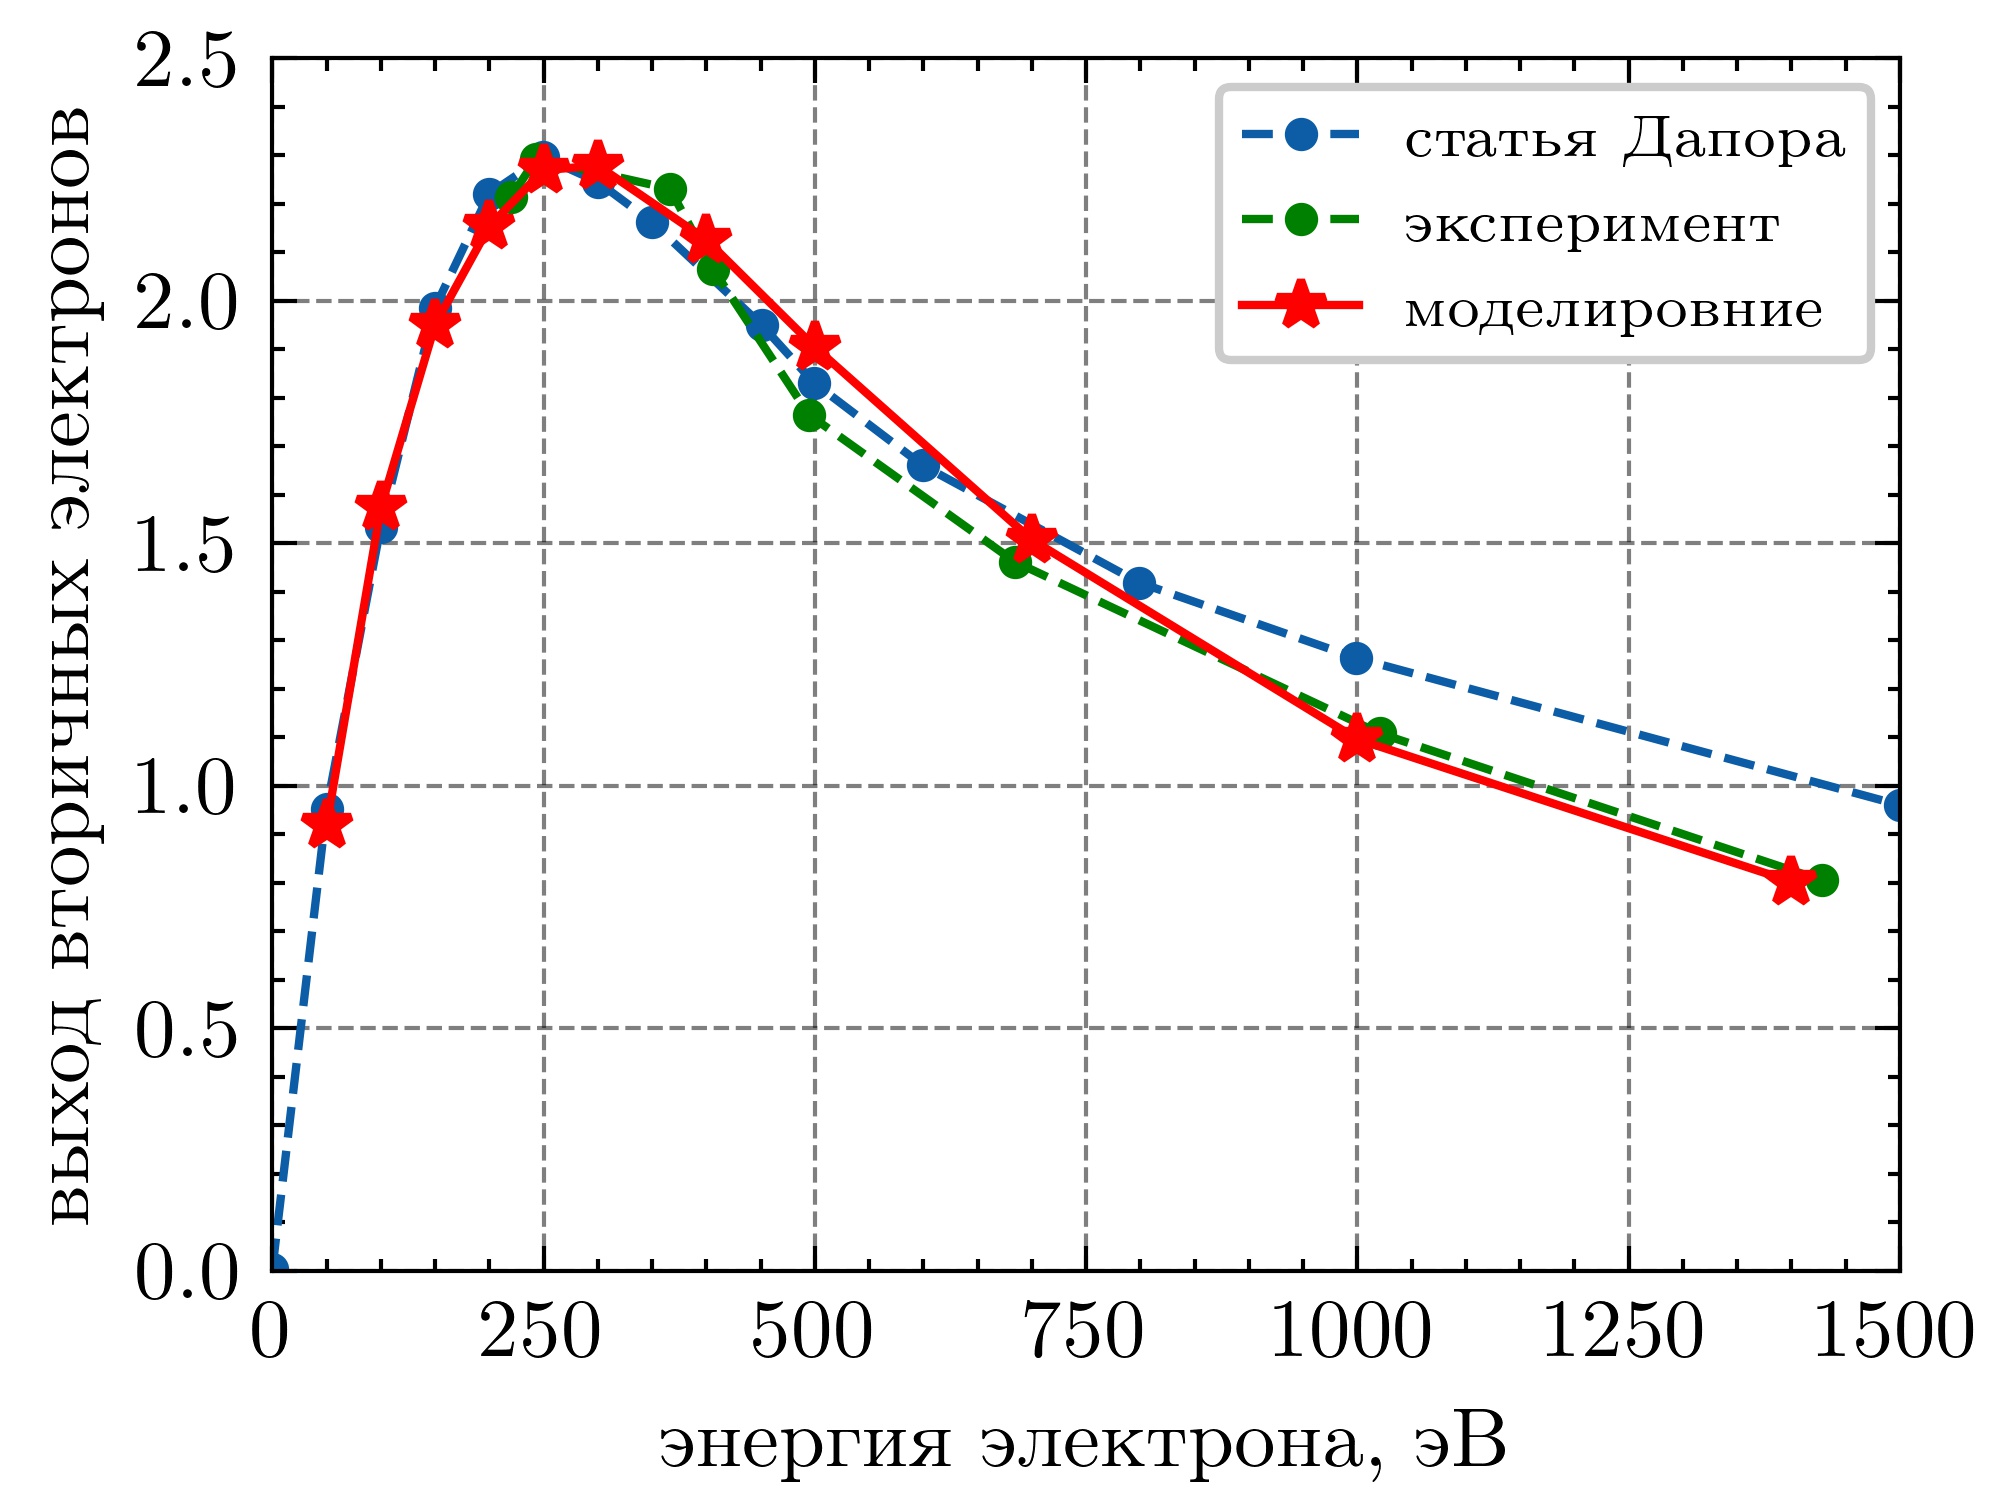 выход вторичных электронов
2.5
2.0
1.5
1.0
0.5
0.0
статья Дапора
эксперимент
моделировние
0 250 500 750 1000 1250 1500
энергия электрона, эВ